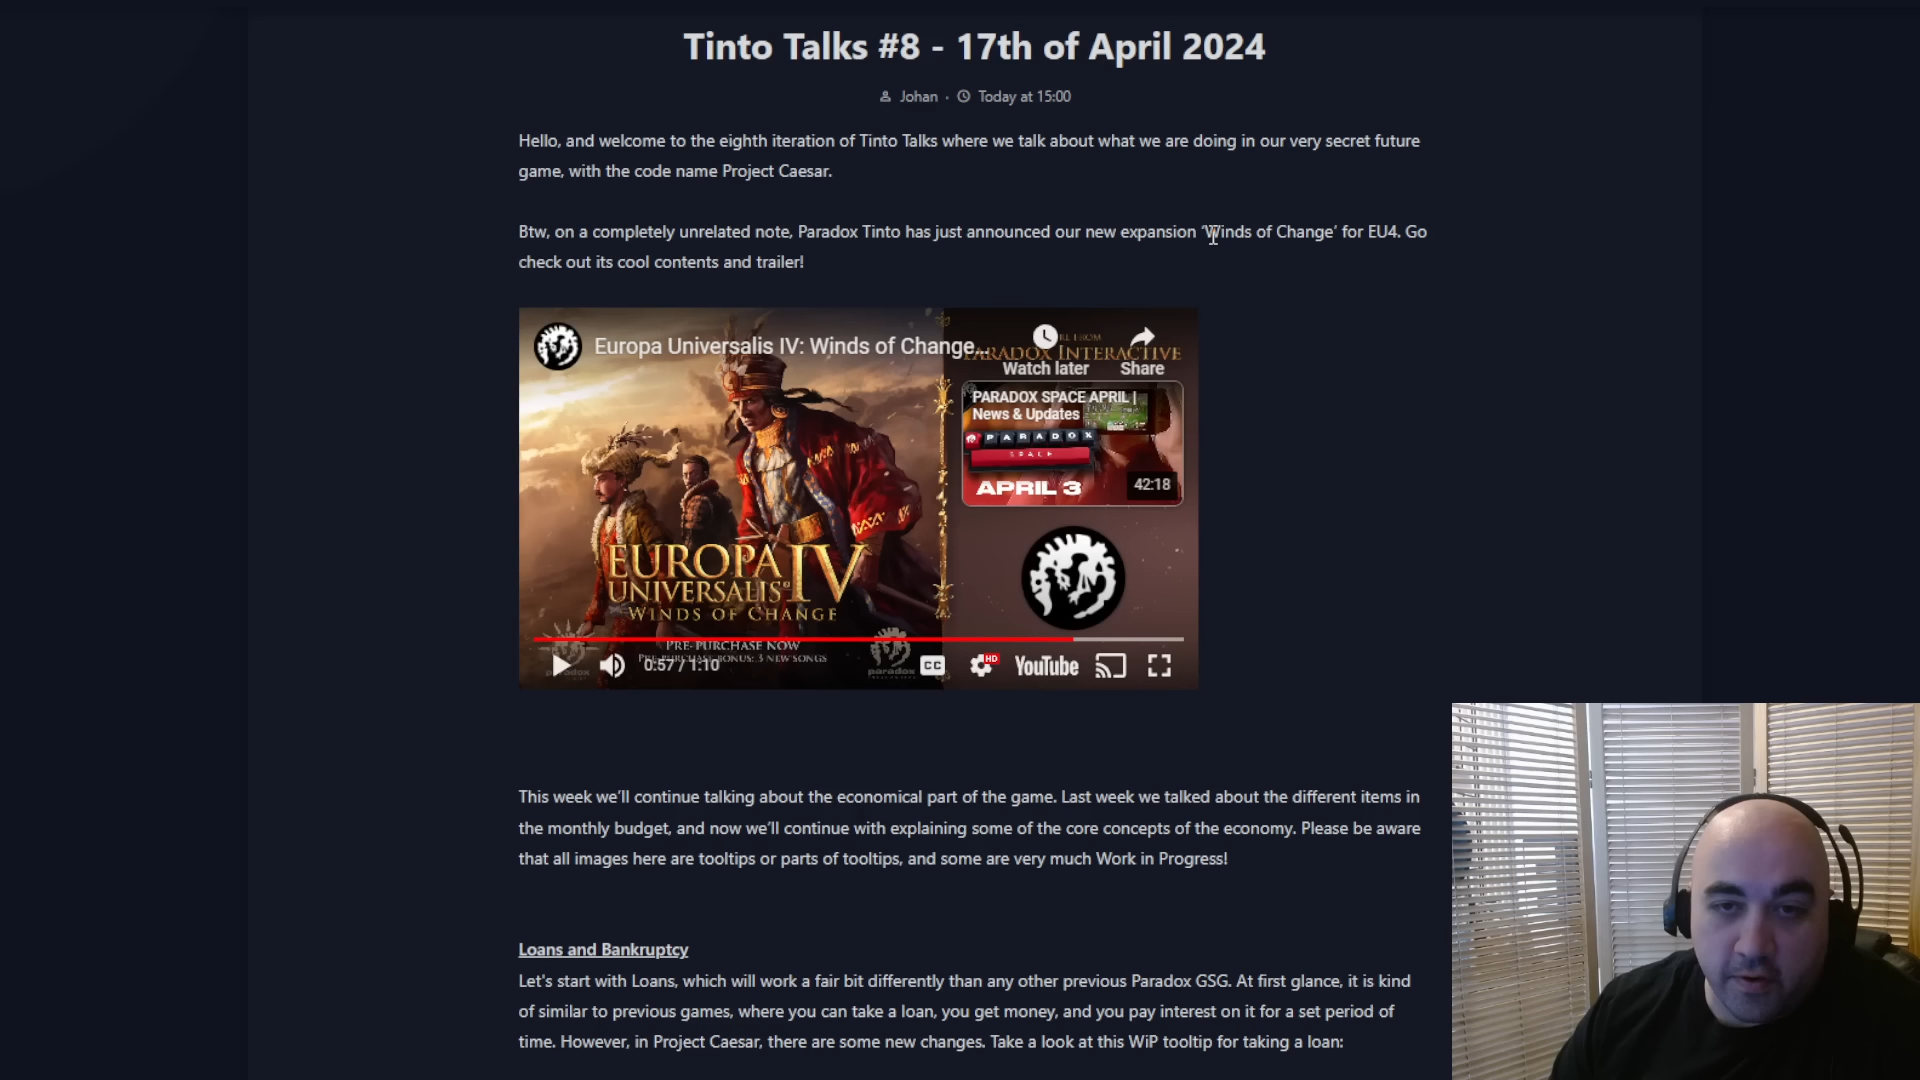 Tinto Talks #8 - 17th of April 2024
Johan · Today at 15:00
Hello, and welcome to the eighth iteration of Tinto Talks where we talk about what we are doing in our very secret future
game, with the code name Project Caesar.
Btw, on a completely unrelated note, Paradox Tinto has just announced our new expansion ‘Winds of Change’ for EU4. Go
check out its cool contents and trailer!
Europa Universalis IV: Winds of Change...
PARADOX INTERACTIVE
Watch later
Share
PARADOX SPACE APRIL |
News & Updates
PARADOX
SPACE
APRIL 3
42:18
EUROPA IV
UNIVERSALIS
WINDS OF CHANGE
PRE-PURCHASE NOW
PRE-PURCHASE BONUS: 3 NEW SONGS
paradox
0:57 / 1:10
CC
HD
YouTube
This week we’ll continue talking about the economical part of the game. Last week we talked about the different items in
the monthly budget, and now we’ll continue with explaining some of the core concepts of the economy. Please be aware
that all images here are tooltips or parts of tooltips, and some are very much Work in Progress!
Loans and Bankruptcy
Let's start with Loans, which will work a fair bit differently than any other previous Paradox GSG. At first glance, it is kind
of similar to previous games, where you can take a loan, you get money, and you pay interest on it for a set period of
time. However, in Project Caesar, there are some new changes. Take a look at this WiP tooltip for taking a loan: